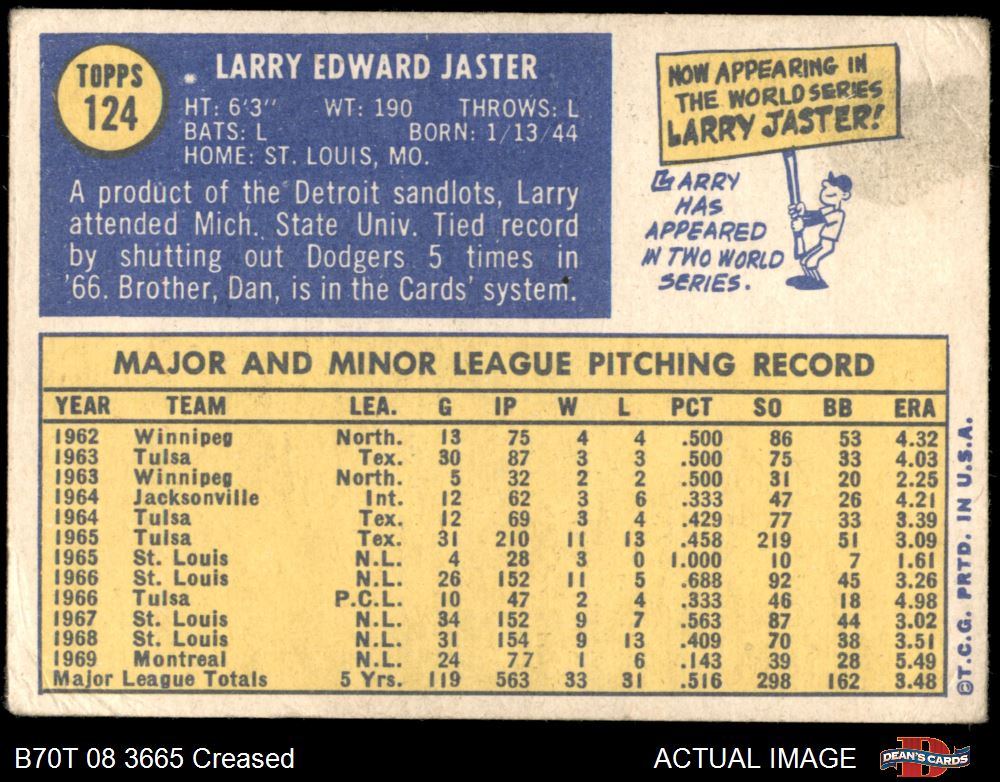 TOPPS
124
LARRY EDWARD JASTER
HT: 6'3" WT: 190 THROWS: L
BATS: L BORN: 1/13/44
HOME: ST. LOUIS, MO.
A product of the Detroit sandlots, Larry
attended Mich. State Univ. Tied record
by shutting out Dodgers 5 times in
'66. Brother, Dan, is in the Cards' system.
NOW APPEARING IN
THE WORLD SERIES
LARRY JASTER!
LARRY
HAS
APPEARED
IN TWO WORLD
SERIES.
MAJOR AND MINOR LEAGUE PITCHING RECORD
YEAR TEAM LEA. G IP W L PCT SO BB ERA
1962 Winnipeg North. 13 75 4 4 .500 86 53 4.32
1963 Tulsa Tex. 30 87 3 3 .500 75 33 4.03
1963 Winnipeg North. 5 32 2 2 .500 31 20 2.25
1964 Jacksonville Int. 12 62 3 6 .333 47 26 4.21
1964 Tulsa Tex. 12 69 3 4 .429 77 33 3.39
1965 Tulsa Tex. 31 210 11 13 .458 219 51 3.09
1965 St. Louis N.L. 4 28 3 0 1.000 10 7 1.61
1966 St. Louis N.L. 26 152 11 5 .688 92 45 3.26
1966 Tulsa P.C.L. 10 47 2 4 .333 46 18 4.98
1967 St. Louis N.L. 34 152 9 7 .563 87 44 3.02
1968 St. Louis N.L. 31 154 9 13 .409 70 38 3.51
1969 Montreal N.L. 24 77 1 6 .143 39 28 5.49
Major League Totals 5 Yrs. 119 563 33 31 .516 298 162 3.48
©T.C.G. PRTD. IN U.S.A.
B70T 08 3665 Creased
ACTUAL IMAGE
DEAN'S CARDS